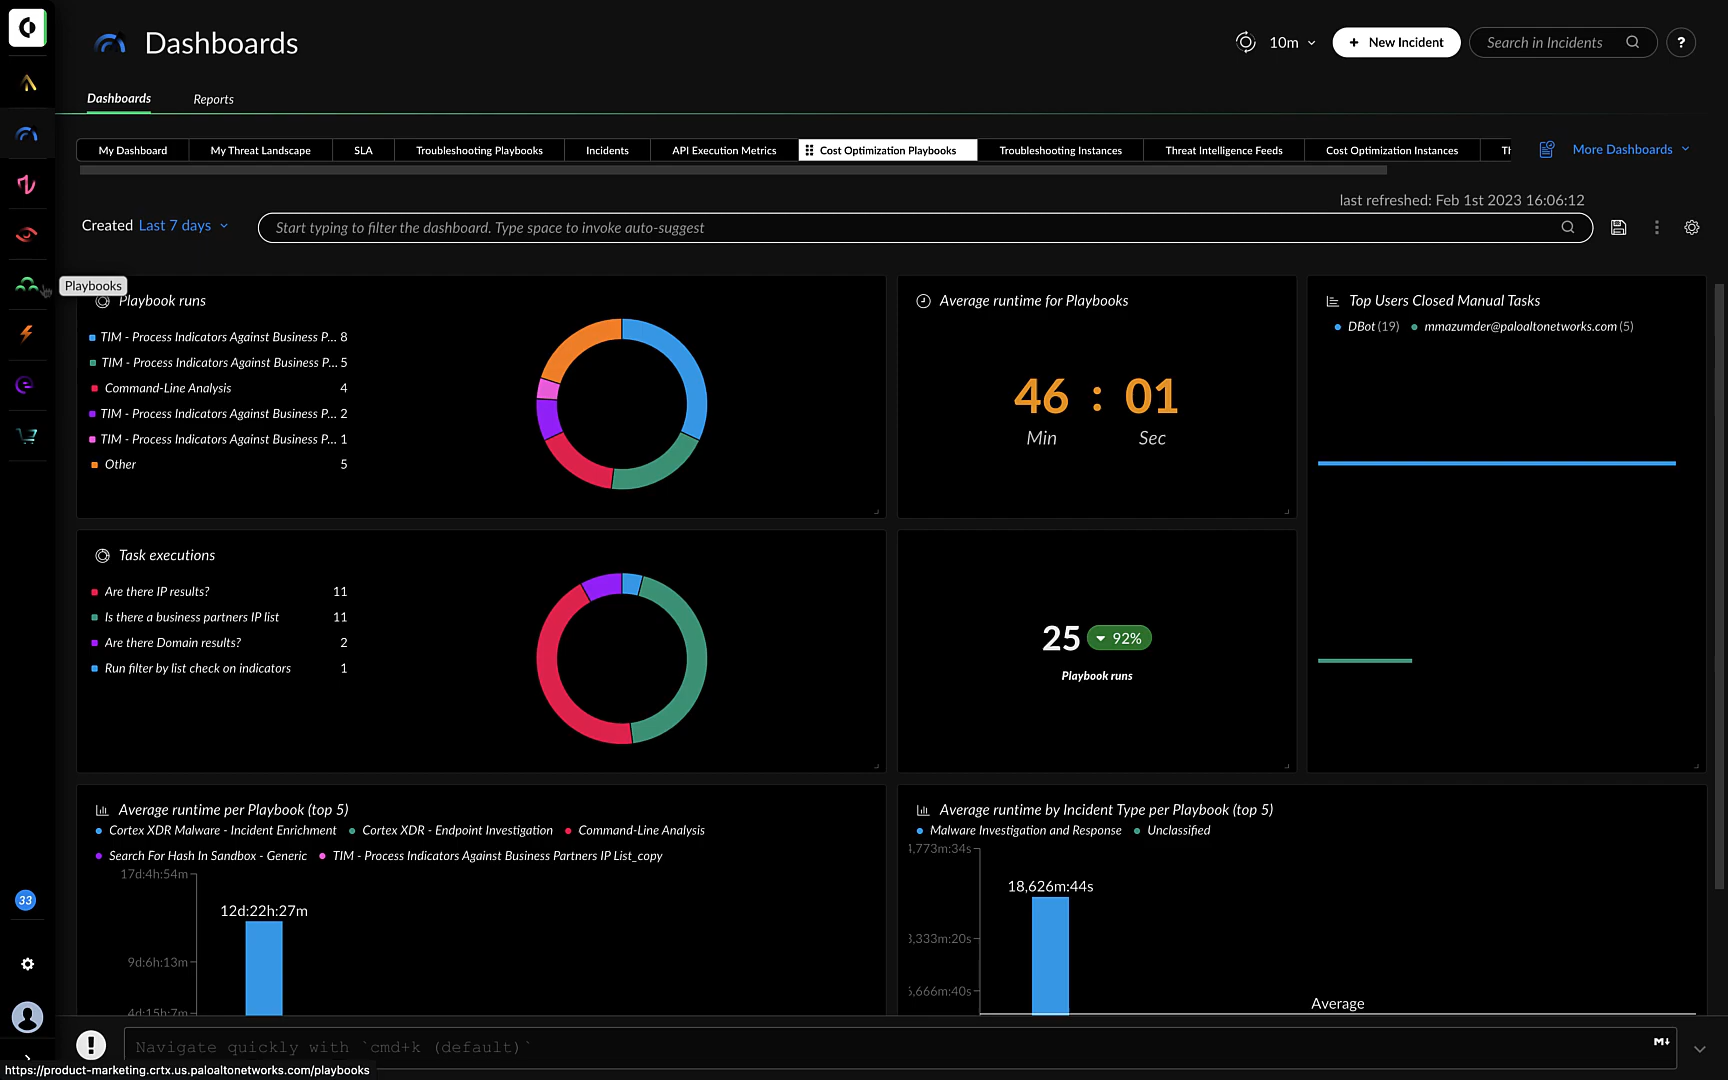 Dashboards
10m
+ New Incident
Search in Incidents
?
Dashboards
Reports
My Dashboard
My Threat Landscape
SLA
Troubleshooting Playbooks
Incidents
API Execution Metrics
Cost Optimization Playbooks
Troubleshooting Instances
Threat Intelligence Feeds
Cost Optimization Instances
More Dashboards
last refreshed: Feb 1st 2023 16:06:12
Created Last 7 days
Start typing to filter the dashboard. Type space to invoke auto-suggest
Playbooks
Playbook runs
TIM - Process Indicators Against Business P... 8
TIM - Process Indicators Against Business P... 5
Command-Line Analysis 4
TIM - Process Indicators Against Business P... 2
TIM - Process Indicators Against Business P... 1
Other 5
Average runtime for Playbooks
46 : 01
Min Sec
Top Users Closed Manual Tasks
DBot (19) mmazumder@paloaltonetworks.com (5)
Task executions
Are there IP results? 11
Is there a business partners IP list 11
Are there Domain results? 2
Run filter by list check on indicators 1
25 92%
Playbook runs
Average runtime per Playbook (top 5)
Cortex XDR Malware - Incident Enrichment Cortex XDR - Endpoint Investigation Command-Line Analysis
Search For Hash In Sandbox - Generic TIM - Process Indicators Against Business Partners IP List_copy
17d:4h:54m
12d:22h:27m
9d:6h:13m
4d:15h:7m
Average runtime by Incident Type per Playbook (top 5)
Malware Investigation and Response Unclassified
,773m:34s
18,626m:44s
,333m:20s
,666m:40s
Average
33
Navigate quickly with `cmd+k (default)`
https://product-marketing.crtx.us.paloaltonetworks.com/playbooks